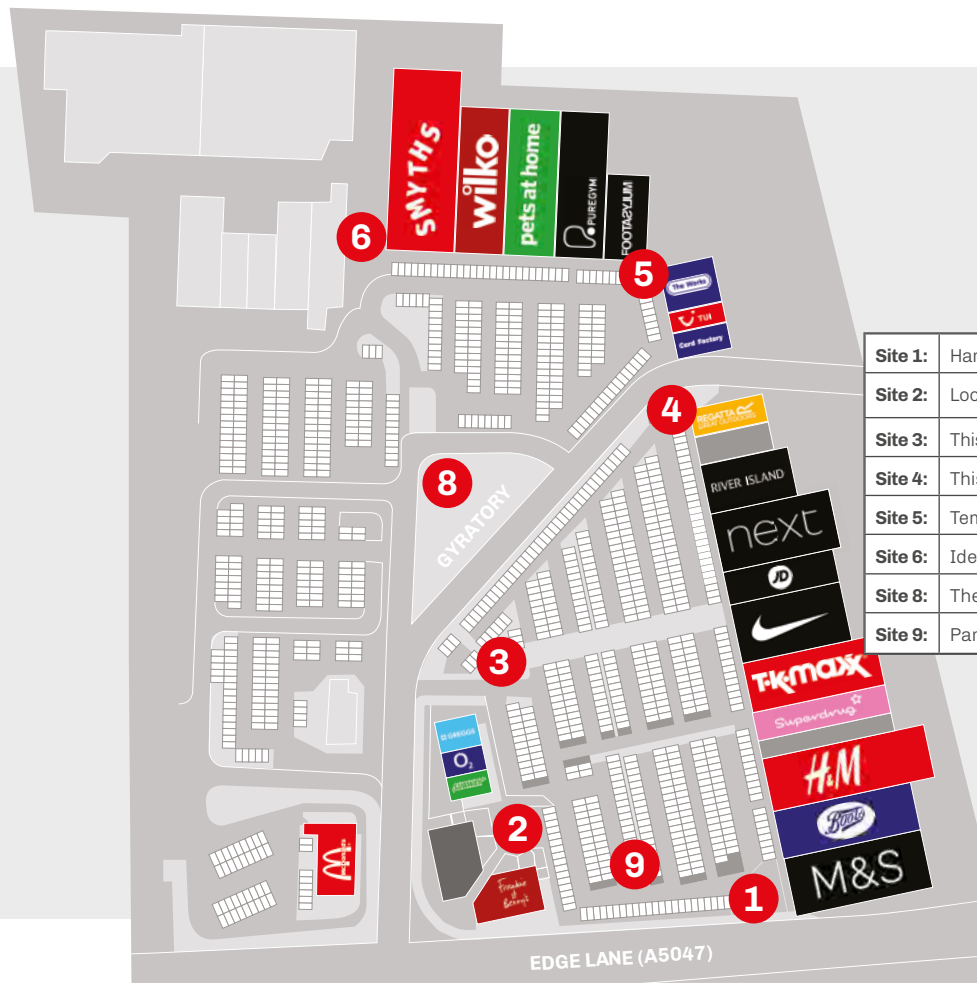 SMYTHS
wilko
pets at home
PUREGYM
FOOTASYLUM
6
5
The Works
TUI
Card Factory
4
REGATTA
GREAT OUTDOORS
RIVER ISLAND
next
JD
8
GYRATORY
3
TK-maxx
Superdrug
GREGGS
O2
SUBWAY
H&M
Boots
M&S
2
Frankie
& Benny's
9
1
McDonald's
EDGE LANE (A5047)
Site 1: Har
Site 2: Loc
Site 3: This
Site 4: This
Site 5: Ten
Site 6: Ide
Site 8: The
Site 9: Par